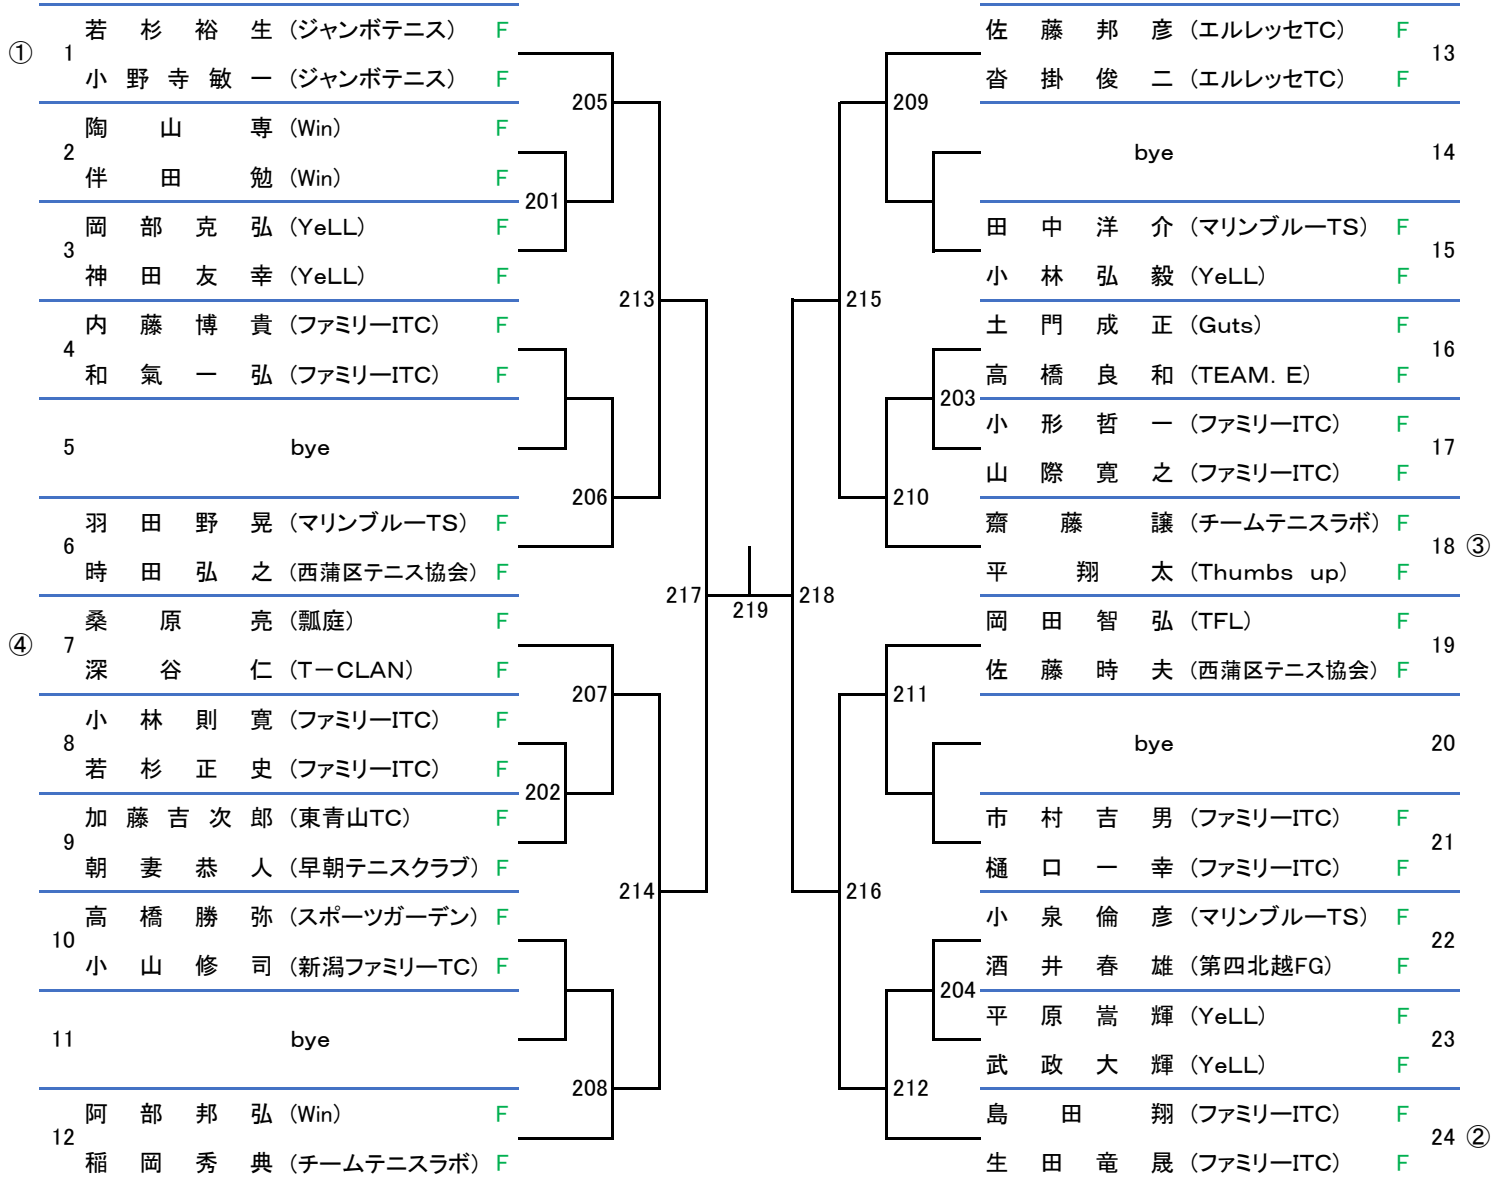 ① 1 若杉裕生 (ジャンボテニス) F
小野寺敏一 (ジャンボテニス) F
2 陶山専 (Win) F
伴田勉 (Win) F
3 岡部克弘 (YeLL) F
神田友幸 (YeLL) F
4 内藤博貴 (ファミリーITC) F
和氣一弘 (ファミリーITC) F
5 bye
6 羽田野晃 (マリンブルーTS) F
時田弘之 (西蒲区テニス協会) F
④ 7 桑原亮 (瓢庭) F
深谷仁 (T－CLAN) F
8 小林則寛 (ファミリーITC) F
若杉正史 (ファミリーITC) F
9 加藤吉次郎 (東青山TC) F
朝妻恭人 (早朝テニスクラブ) F
10 高橋勝弥 (スポーツガーデン) F
小山修司 (新潟ファミリーTC) F
11 bye
12 阿部邦弘 (Win) F
稲岡秀典 (チームテニスラボ) F
201
202
205
206
207
208
213
214
217
219
218
215
216
209
210
211
212
203
204
佐藤邦彦 (エルレッセTC) F 13
沓掛俊二 (エルレッセTC) F
bye 14
田中洋介 (マリンブルーTS) F 15
小林弘毅 (YeLL) F
土門成正 (Guts) F 16
高橋良和 (TEAM．E) F
小形哲一 (ファミリーITC) F 17
山際寛之 (ファミリーITC) F
齋藤譲 (チームテニスラボ) F 18 ③
平翔太 (Thumbs up) F
岡田智弘 (TFL) F 19
佐藤時夫 (西蒲区テニス協会) F
bye 20
市村吉男 (ファミリーITC) F 21
樋口一幸 (ファミリーITC) F
小泉倫彦 (マリンブルーTS) F 22
酒井春雄 (第四北越FG) F
平原嵩輝 (YeLL) F 23
武政大輝 (YeLL) F
島田翔 (ファミリーITC) F 24 ②
生田竜晟 (ファミリーITC) F